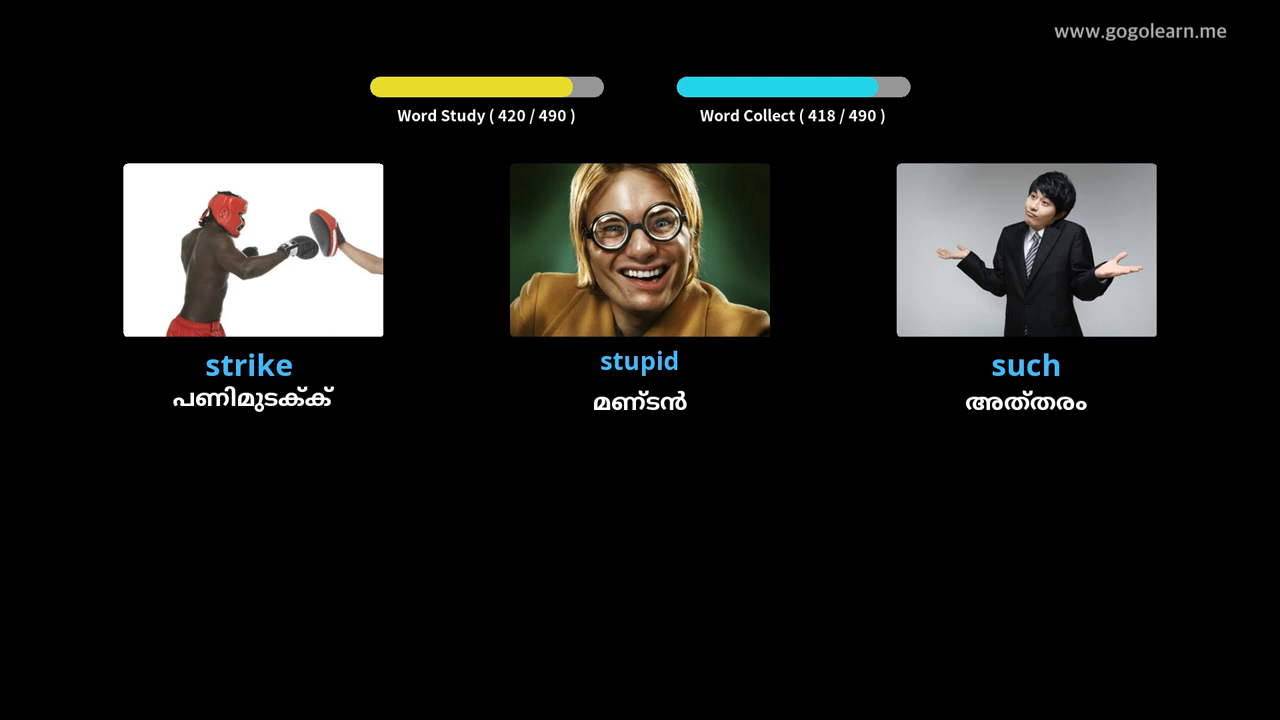 www.gogolearn.me
Word Study ( 420 / 490 )
Word Collect ( 418 / 490 )
strike
പണിമുടക്ക്
stupid
മണ്ടൻ
such
അത്തരം